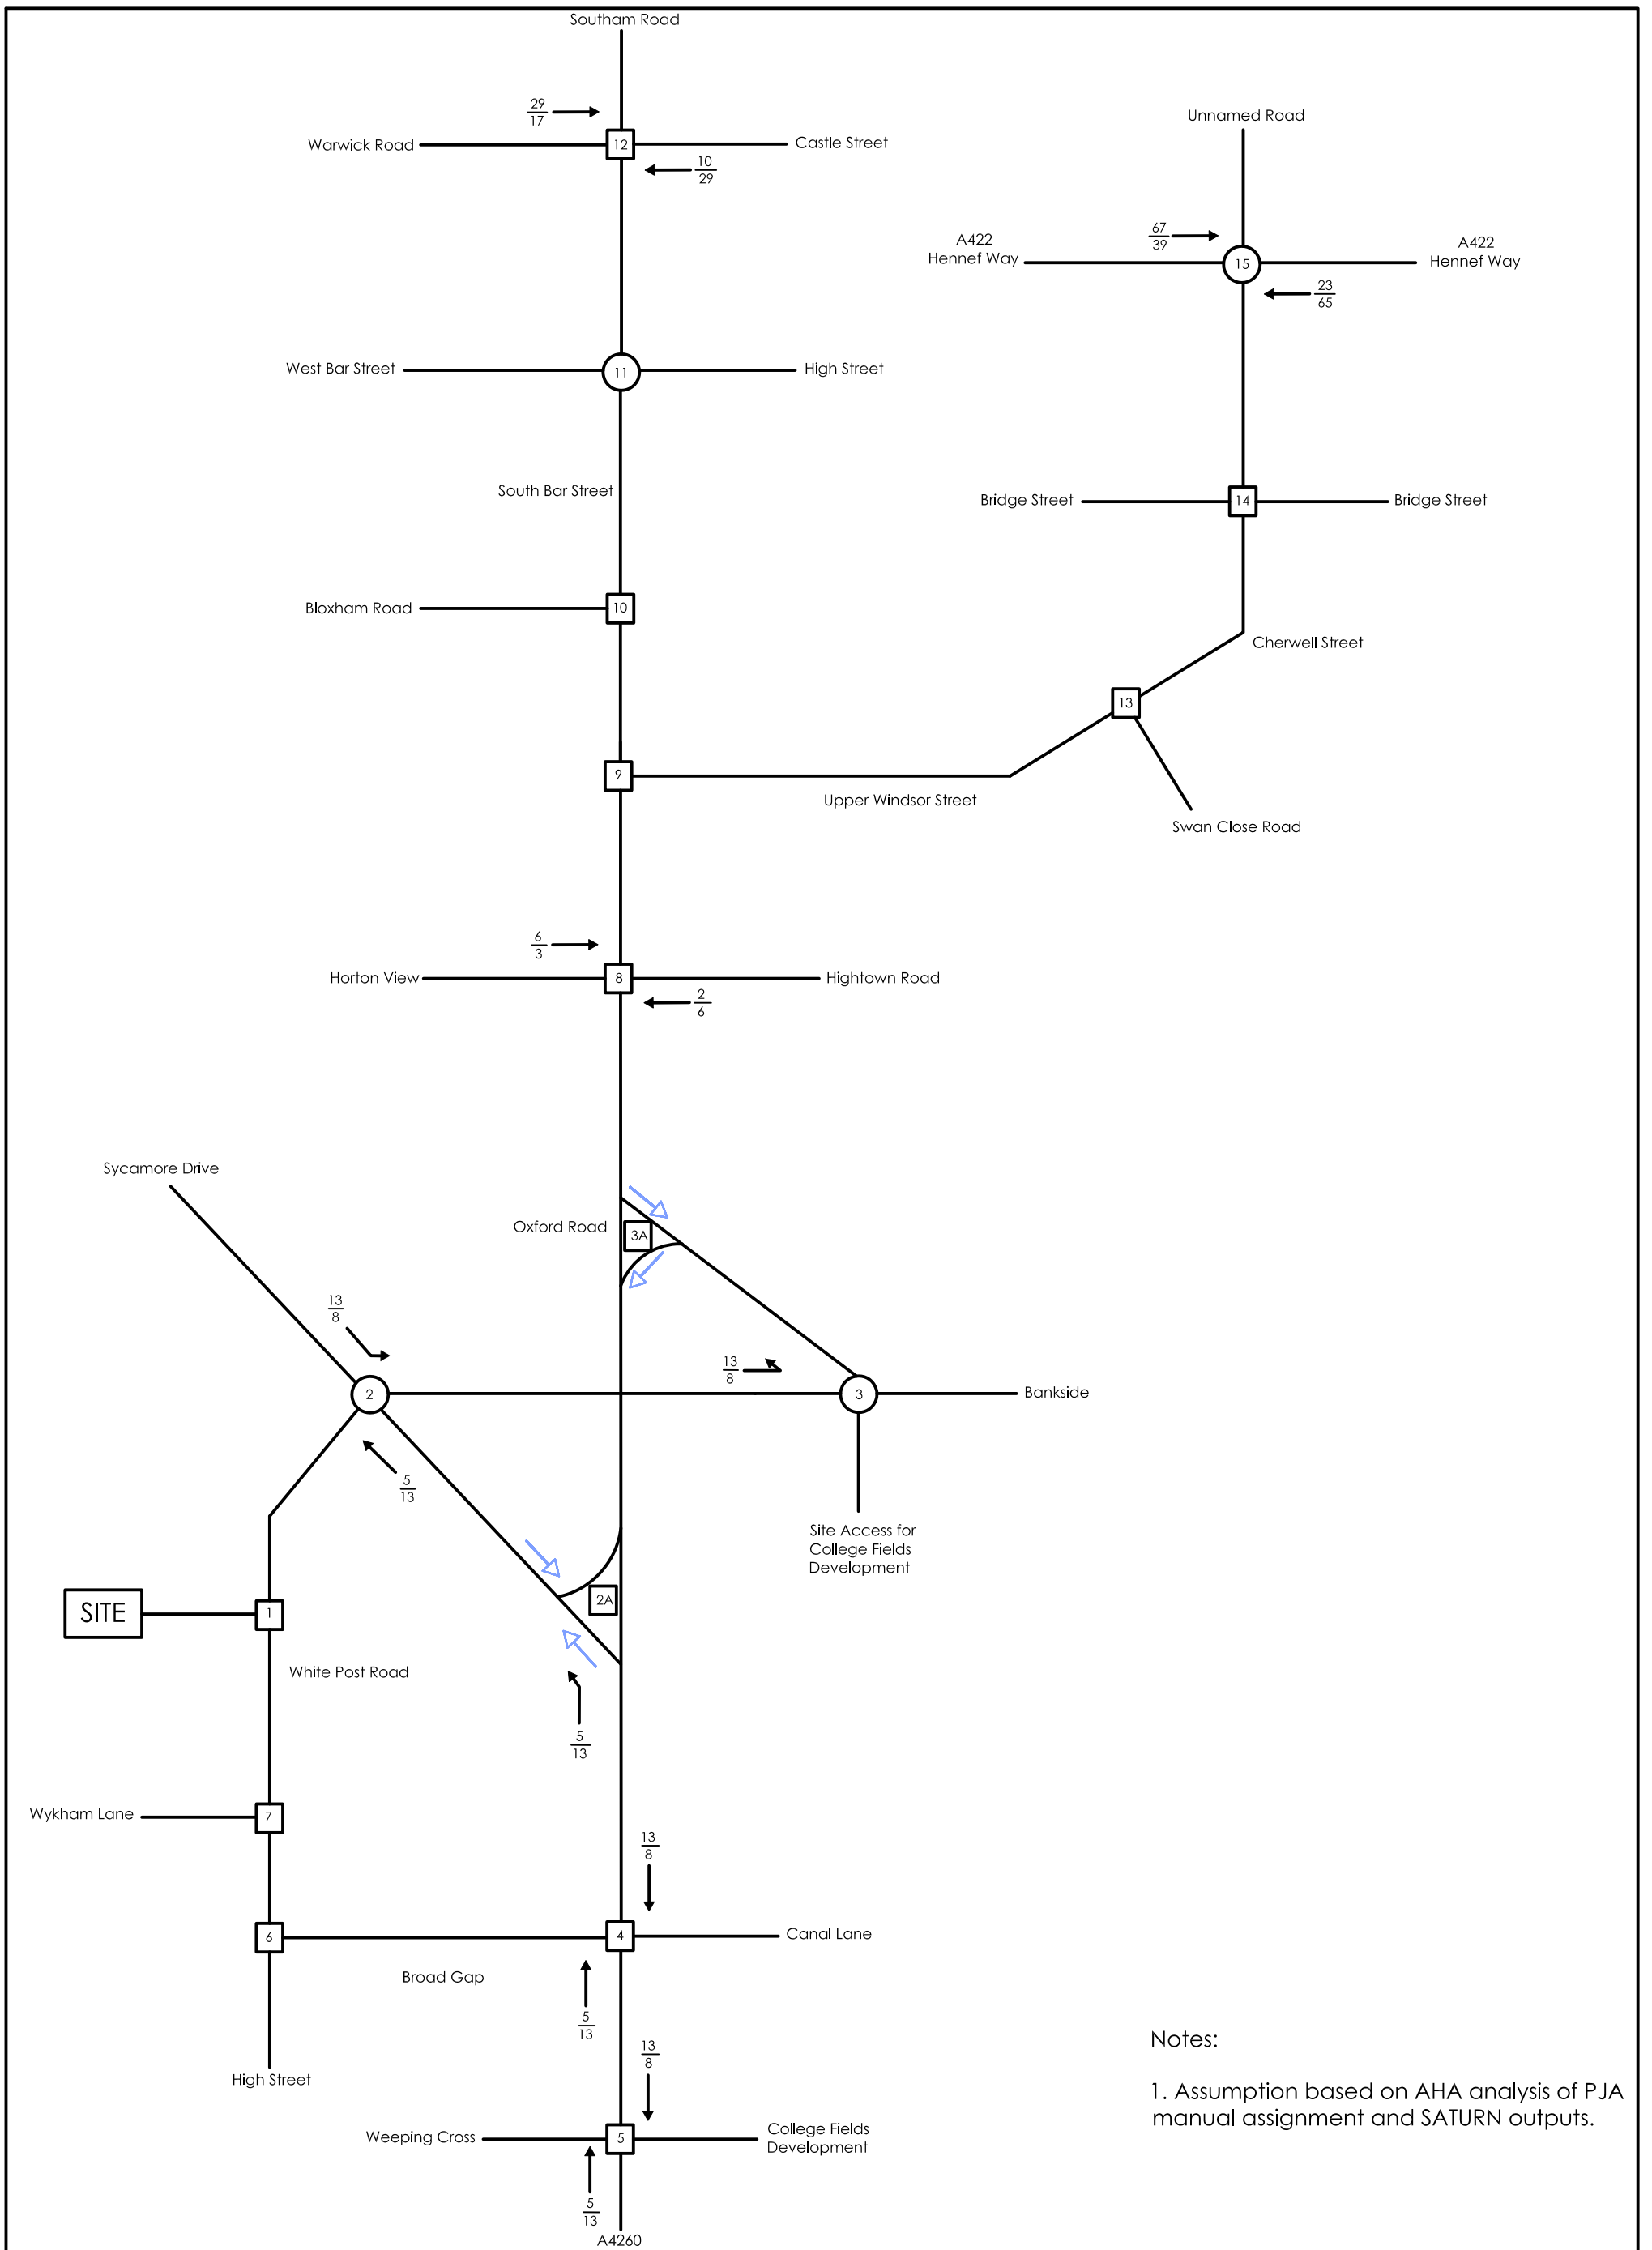 Southam Road
29
17
Warwick Road
12
Castle Street
10
29
Unnamed Road
67
39
A422
Hennef Way
15
A422
Hennef Way
23
65
West Bar Street
11
High Street
South Bar Street
Bridge Street
14
Bridge Street
Bloxham Road
10
Cherwell Street
13
9
Upper Windsor Street
Swan Close Road
6
3
Horton View
8
Hightown Road
2
6
Sycamore Drive
Oxford Road
3A
13
8
13
8
2
3
Bankside
5
13
Site Access for
College Fields
Development
SITE
1
2A
White Post Road
5
13
Wykham Lane
7
13
8
6
4
Canal Lane
Broad Gap
5
13
13
8
High Street
Weeping Cross
5
College Fields
Development
5
13
A4260
Notes:
1. Assumption based on AHA analysis of PJA
manual assignment and SATURN outputs.